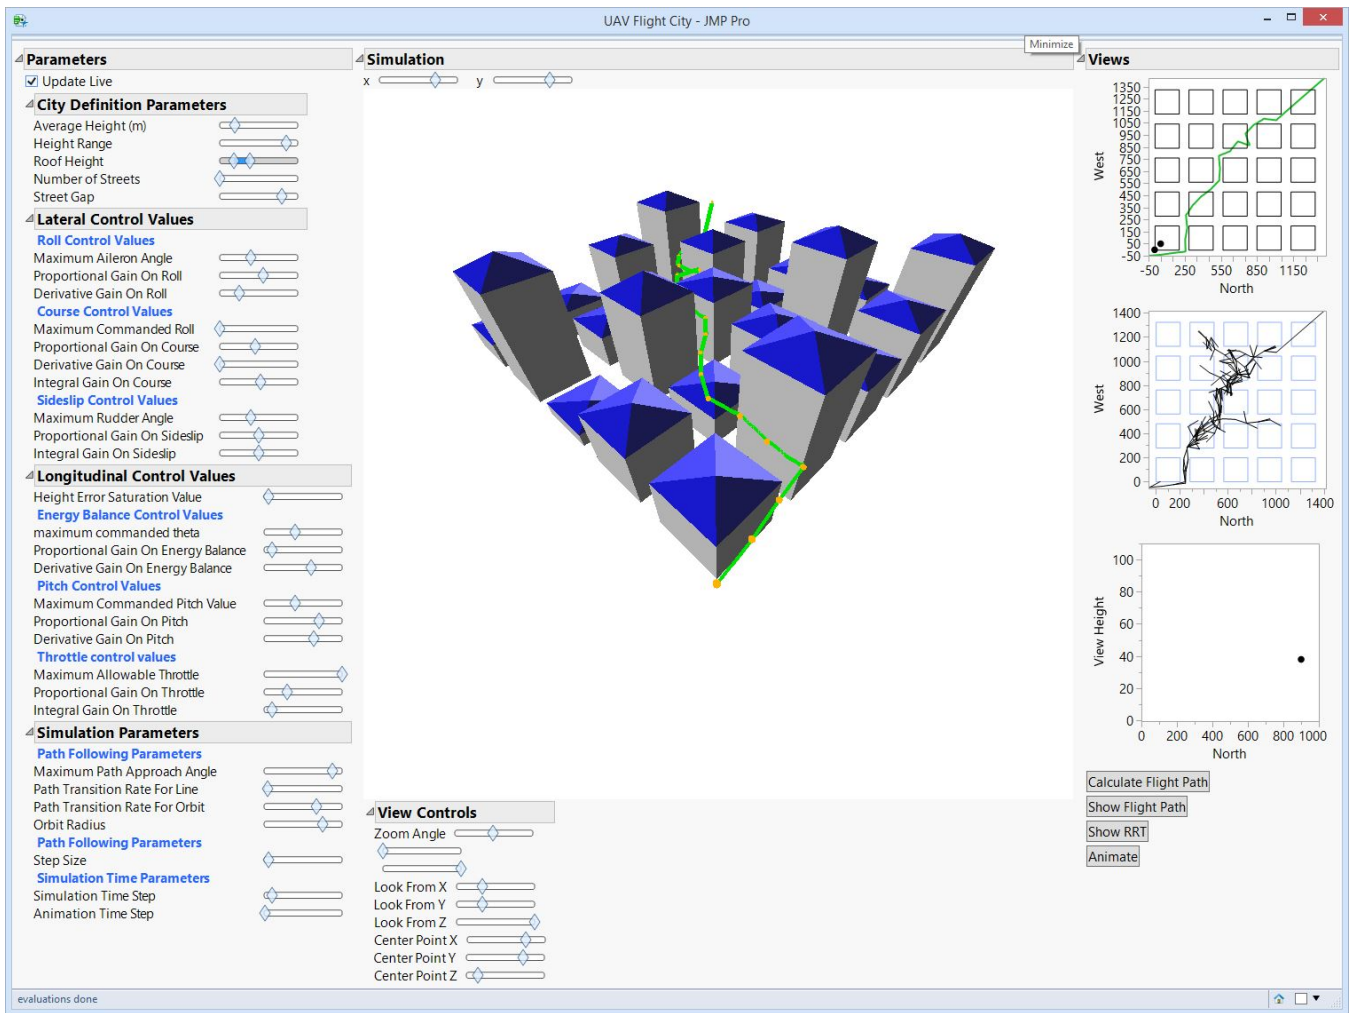 UAV Flight City - JMP Pro
Minimize
Parameters
Update Live
City Definition Parameters
Average Height (m)
Height Range
Roof Height
Number of Streets
Street Gap
Lateral Control Values
Roll Control Values
Maximum Aileron Angle
Proportional Gain On Roll
Derivative Gain On Roll
Course Control Values
Maximum Commanded Roll
Proportional Gain On Course
Derivative Gain On Course
Integral Gain On Course
Sideslip Control Values
Maximum Rudder Angle
Proportional Gain On Sideslip
Integral Gain On Sideslip
Longitudinal Control Values
Height Error Saturation Value
Energy Balance Control Values
maximum commanded theta
Proportional Gain On Energy Balance
Derivative Gain On Energy Balance
Pitch Control Values
Maximum Commanded Pitch Value
Proportional Gain On Pitch
Derivative Gain On Pitch
Throttle control values
Maximum Allowable Throttle
Proportional Gain On Throttle
Integral Gain On Throttle
Simulation Parameters
Path Following Parameters
Maximum Path Approach Angle
Path Transition Rate For Line
Path Transition Rate For Orbit
Orbit Radius
Path Following Parameters
Step Size
Simulation Time Parameters
Simulation Time Step
Animation Time Step
Simulation
x y
View Controls
Zoom Angle
Look From X
Look From Y
Look From Z
Center Point X
Center Point Y
Center Point Z
Views
1350
1250
1150
1050
950
850
750
650
550
450
350
250
150
50
-50
West
-50 250 550 850 1150
North
1400
1200
1000
800
600
400
200
0
West
0 200 600 1000 1400
North
100
80
60
40
20
0
View Height
0 200 400 600 800 1000
North
Calculate Flight Path
Show Flight Path
Show RRT
Animate
evaluations done